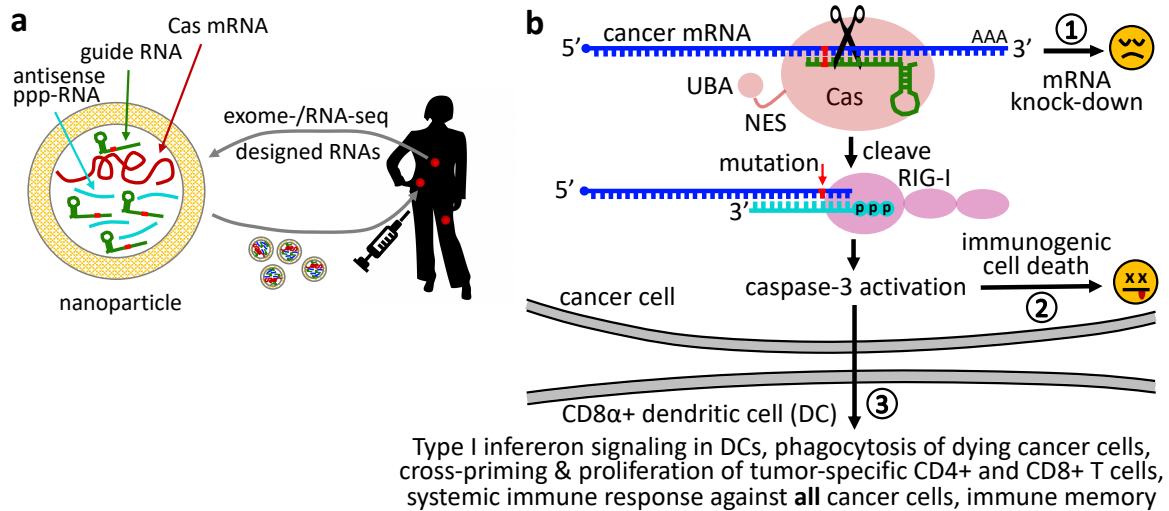 a
Cas mRNA
guide RNA
antisense
ppp-RNA
exome-/RNA-seq
designed RNAs
nanoparticle
b
5’
cancer mRNA
AAA
3’
1
mRNA
knock-down
UBA
NES
Cas
cleave
mutation
RIG-I
5’
3’
p p p
immunogenic
cell death
caspase-3 activation
2
x x
cancer cell
CD8α+ dendritic cell (DC)
3
Type I infereron signaling in DCs, phagocytosis of dying cancer cells,
cross-priming & proliferation of tumor-specific CD4+ and CD8+ T cells,
systemic immune response against all cancer cells, immune memory